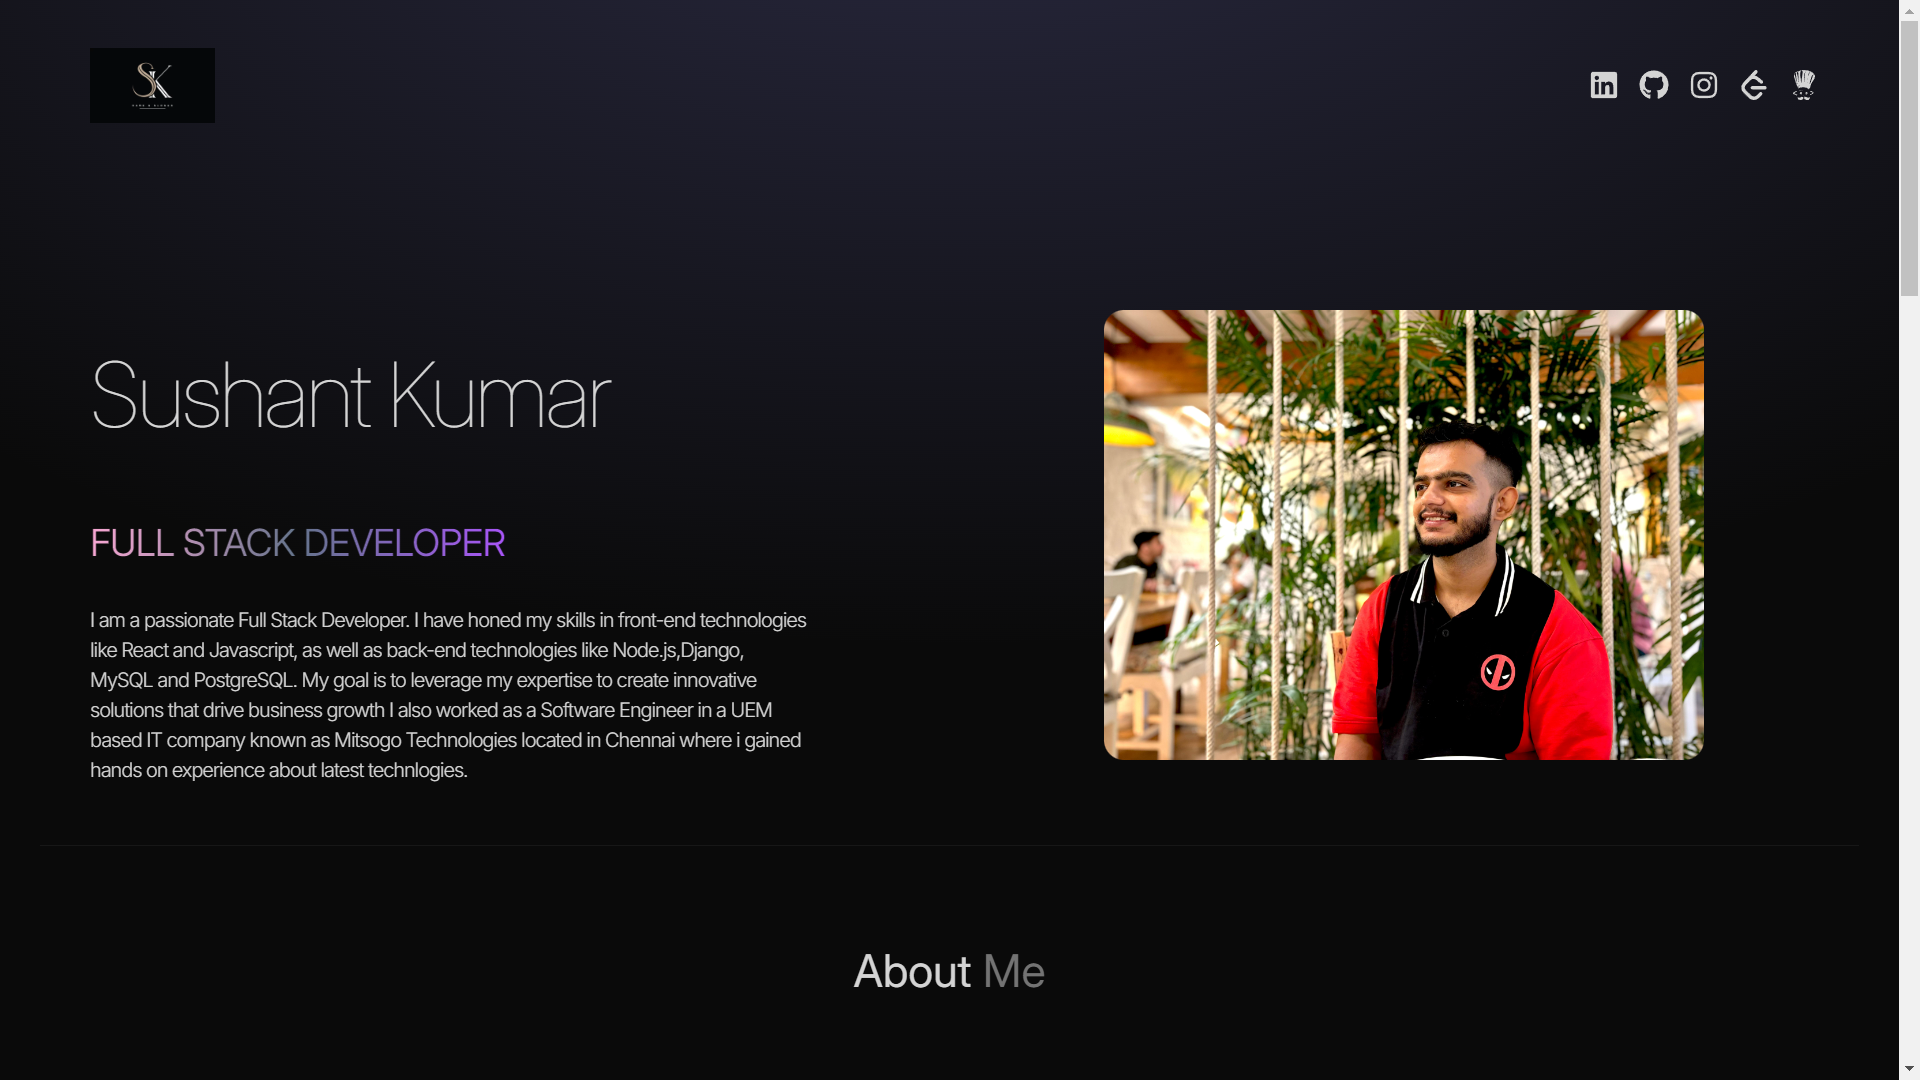 SK
Sushant Kumar
FULL STACK DEVELOPER
I am a passionate Full Stack Developer. I have honed my skills in front-end technologies
like React and Javascript, as well as back-end technologies like Node.js,Django,
MySQL and PostgreSQL. My goal is to leverage my expertise to create innovative
solutions that drive business growth I also worked as a Software Engineer in a UEM
based IT company known as Mitsogo Technologies located in Chennai where i gained
hands on experience about latest technlogies.
About Me